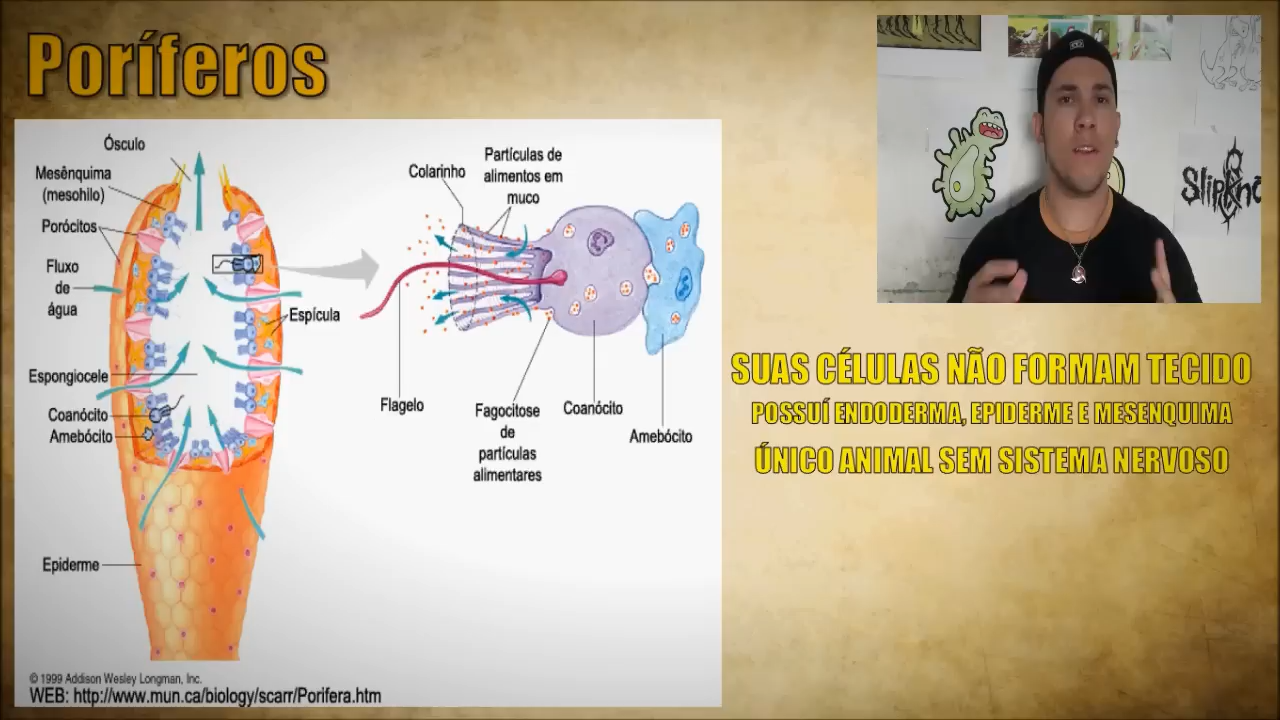 Poríferos
Ósculo
Mesênquima
(mesohilo)
Porócitos
Fluxo
de
água
Espícula
Espongiocele
Coanócito
Amebócito
Epiderme
Colarinho
Partículas de
alimentos em
muco
Flagelo
Fagocitose
de
partículas
alimentares
Coanócito
Amebócito
© 1999 Addison Wesley Longman, Inc.
WEB: http://www.mun.ca/biology/scarr/Porifera.htm
SUAS CÉLULAS NÃO FORMAM TECIDO
POSSUÍ ENDODERMA, EPIDERME E MESENQUIMA
ÚNICO ANIMAL SEM SISTEMA NERVOSO